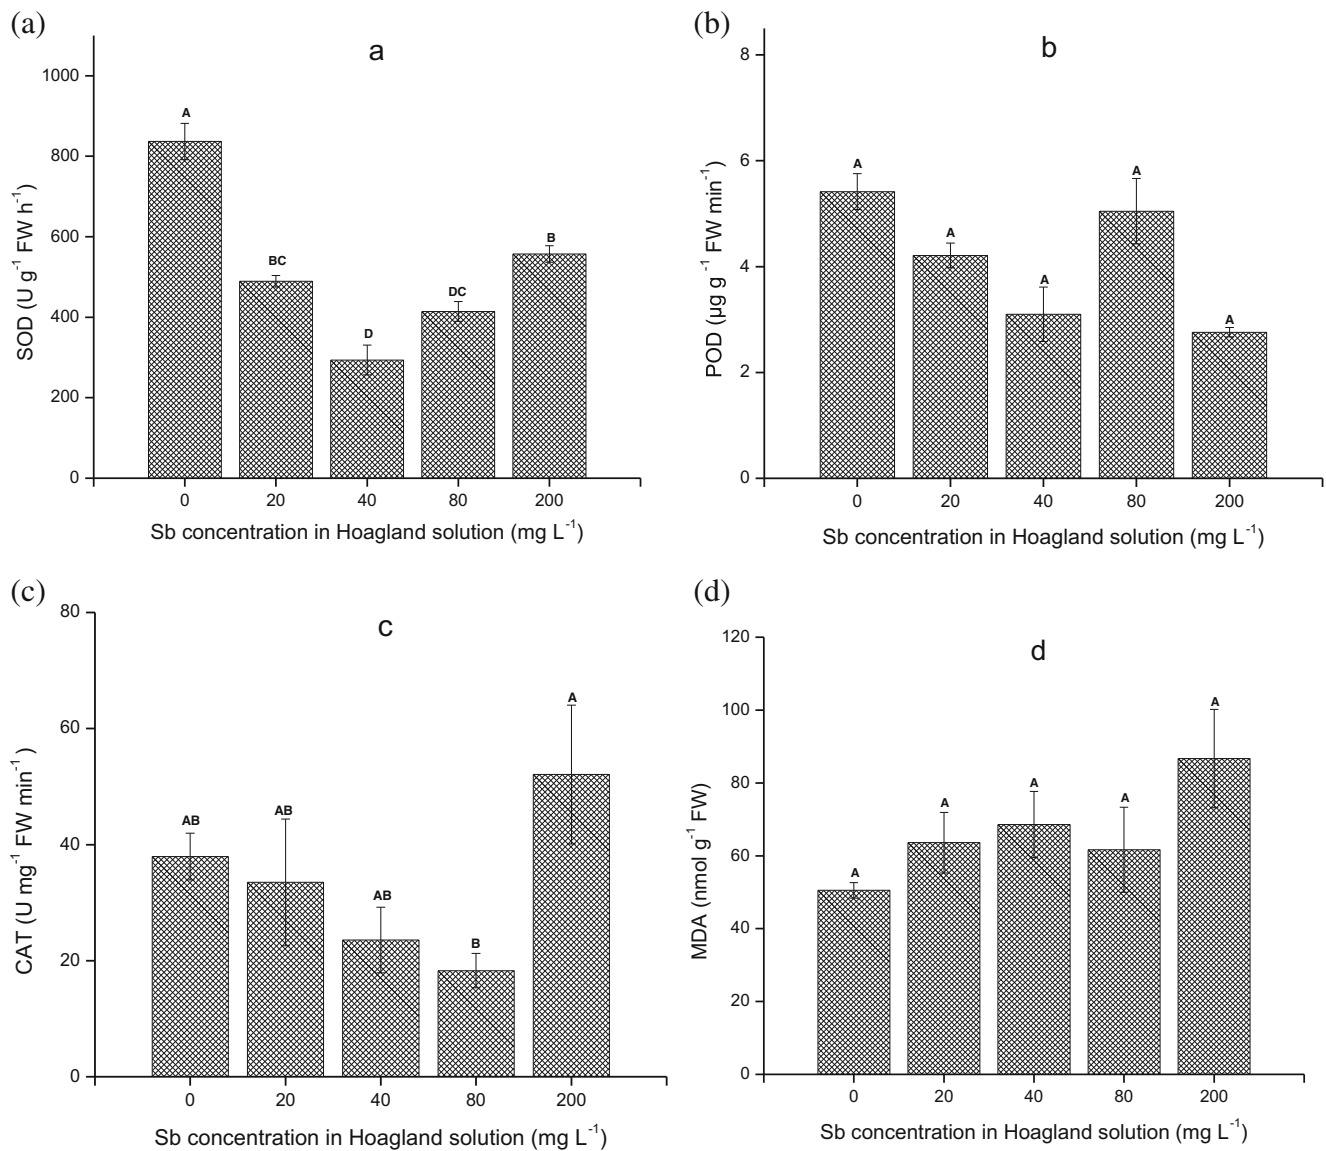 (a)
a
SOD (U g⁻¹ FW h⁻¹)
1000
800
600
400
200
0
A
BC
D
DC
B
0 20 40 80 200
Sb concentration in Hoagland solution (mg L⁻¹)
(b)
b
POD (µg g⁻¹ FW min⁻¹)
8
6
4
2
0
A
A
A
A
A
0 20 40 80 200
Sb concentration in Hoagland solution (mg L⁻¹)
(c)
c
CAT (U mg⁻¹ FW min⁻¹)
80
60
40
20
0
AB
AB
AB
B
A
0 20 40 80 200
Sb concentration in Hoagland solution (mg L⁻¹)
(d)
d
MDA (nmol g⁻¹ FW)
120
100
80
60
40
20
0
A
A
A
A
A
0 20 40 80 200
Sb concentration in Hoagland solution (mg L⁻¹)